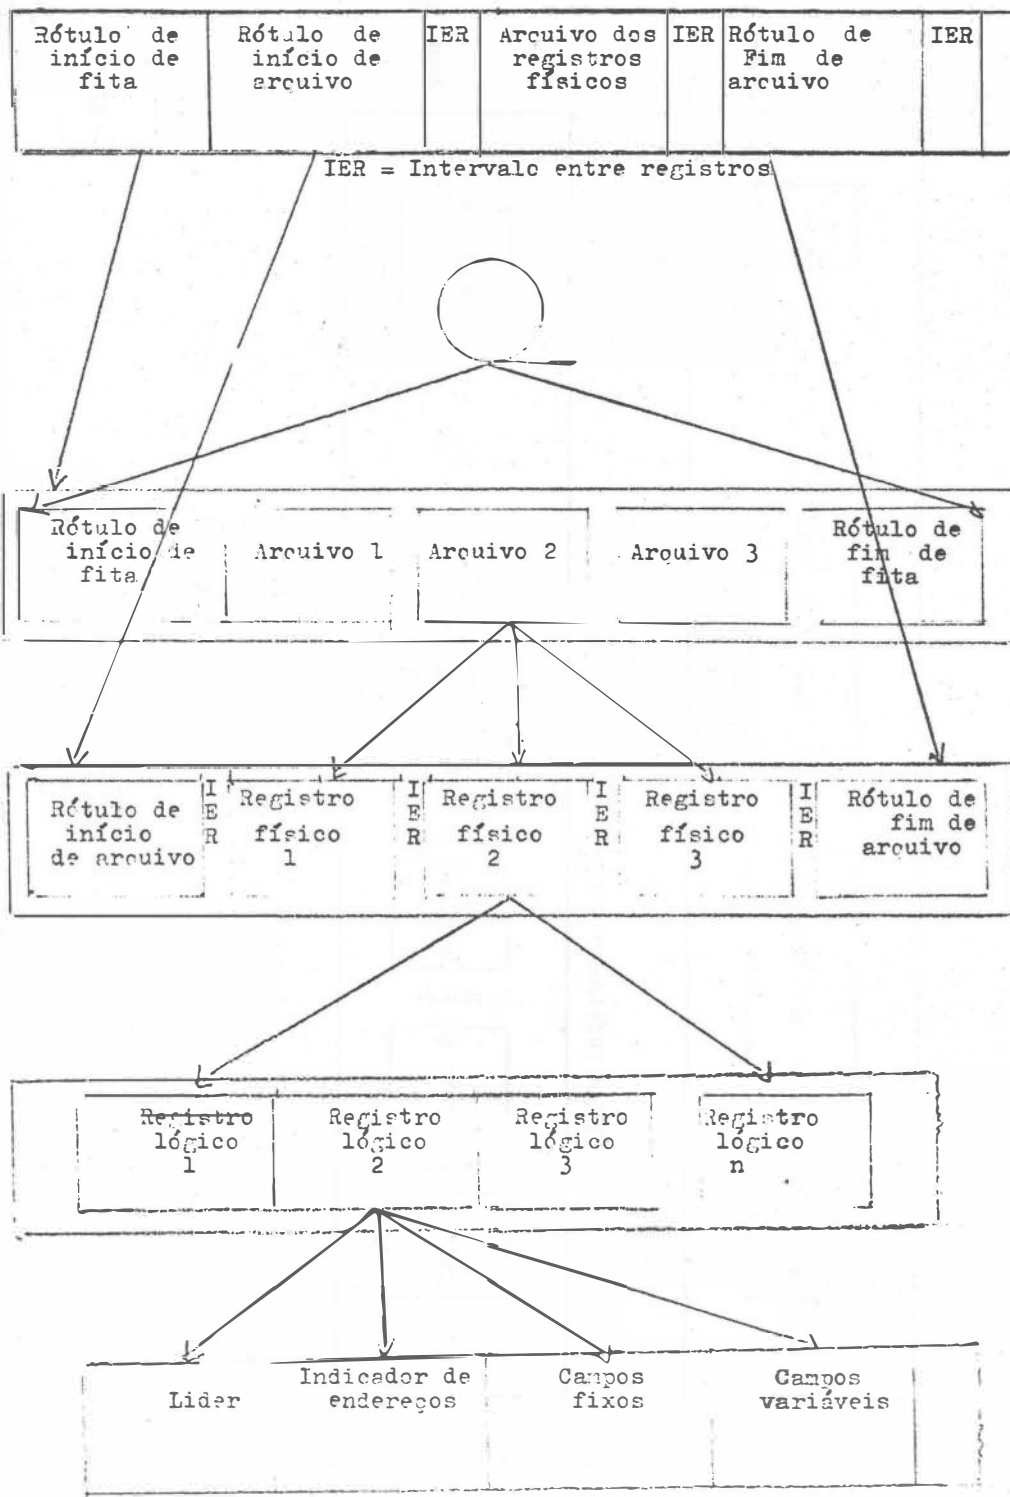 Rótulo de início de fita
Rótulo de início de arquivo
IER
Arquivo dos registros físicos
IER
Rótulo de Fim de arquivo
IER
IER = Intervalo entre registros
Rótulo de início de fita
Arquivo 1
Arquivo 2
Arquivo 3
Rótulo de fim de fita
Rótulo de início de arquivo
IER
Registro físico 1
IER
Registro físico 2
IER
Registro físico 3
IER
Rótulo de fim de arquivo
Registro lógico 1
Registro lógico 2
Registro lógico 3
Registro lógico n
Lider
Indicador de endereços
Campos fixos
Campos variáveis